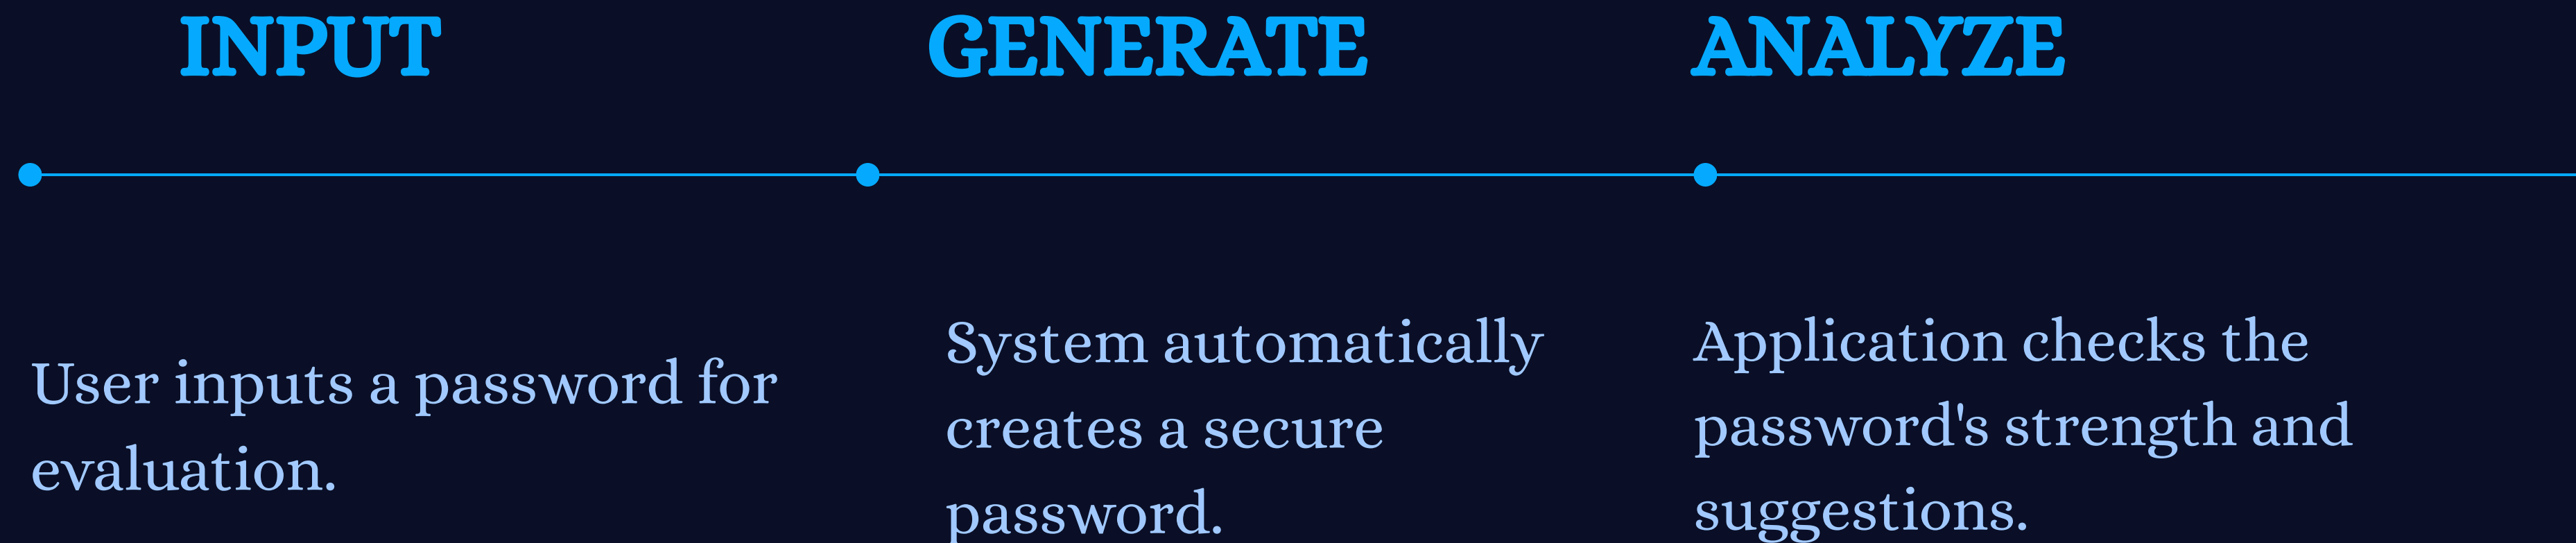 INPUT
GENERATE
ANALYZE
User inputs a password for
evaluation.
System automatically
creates a secure
password.
Application checks the
password's strength and
suggestions.